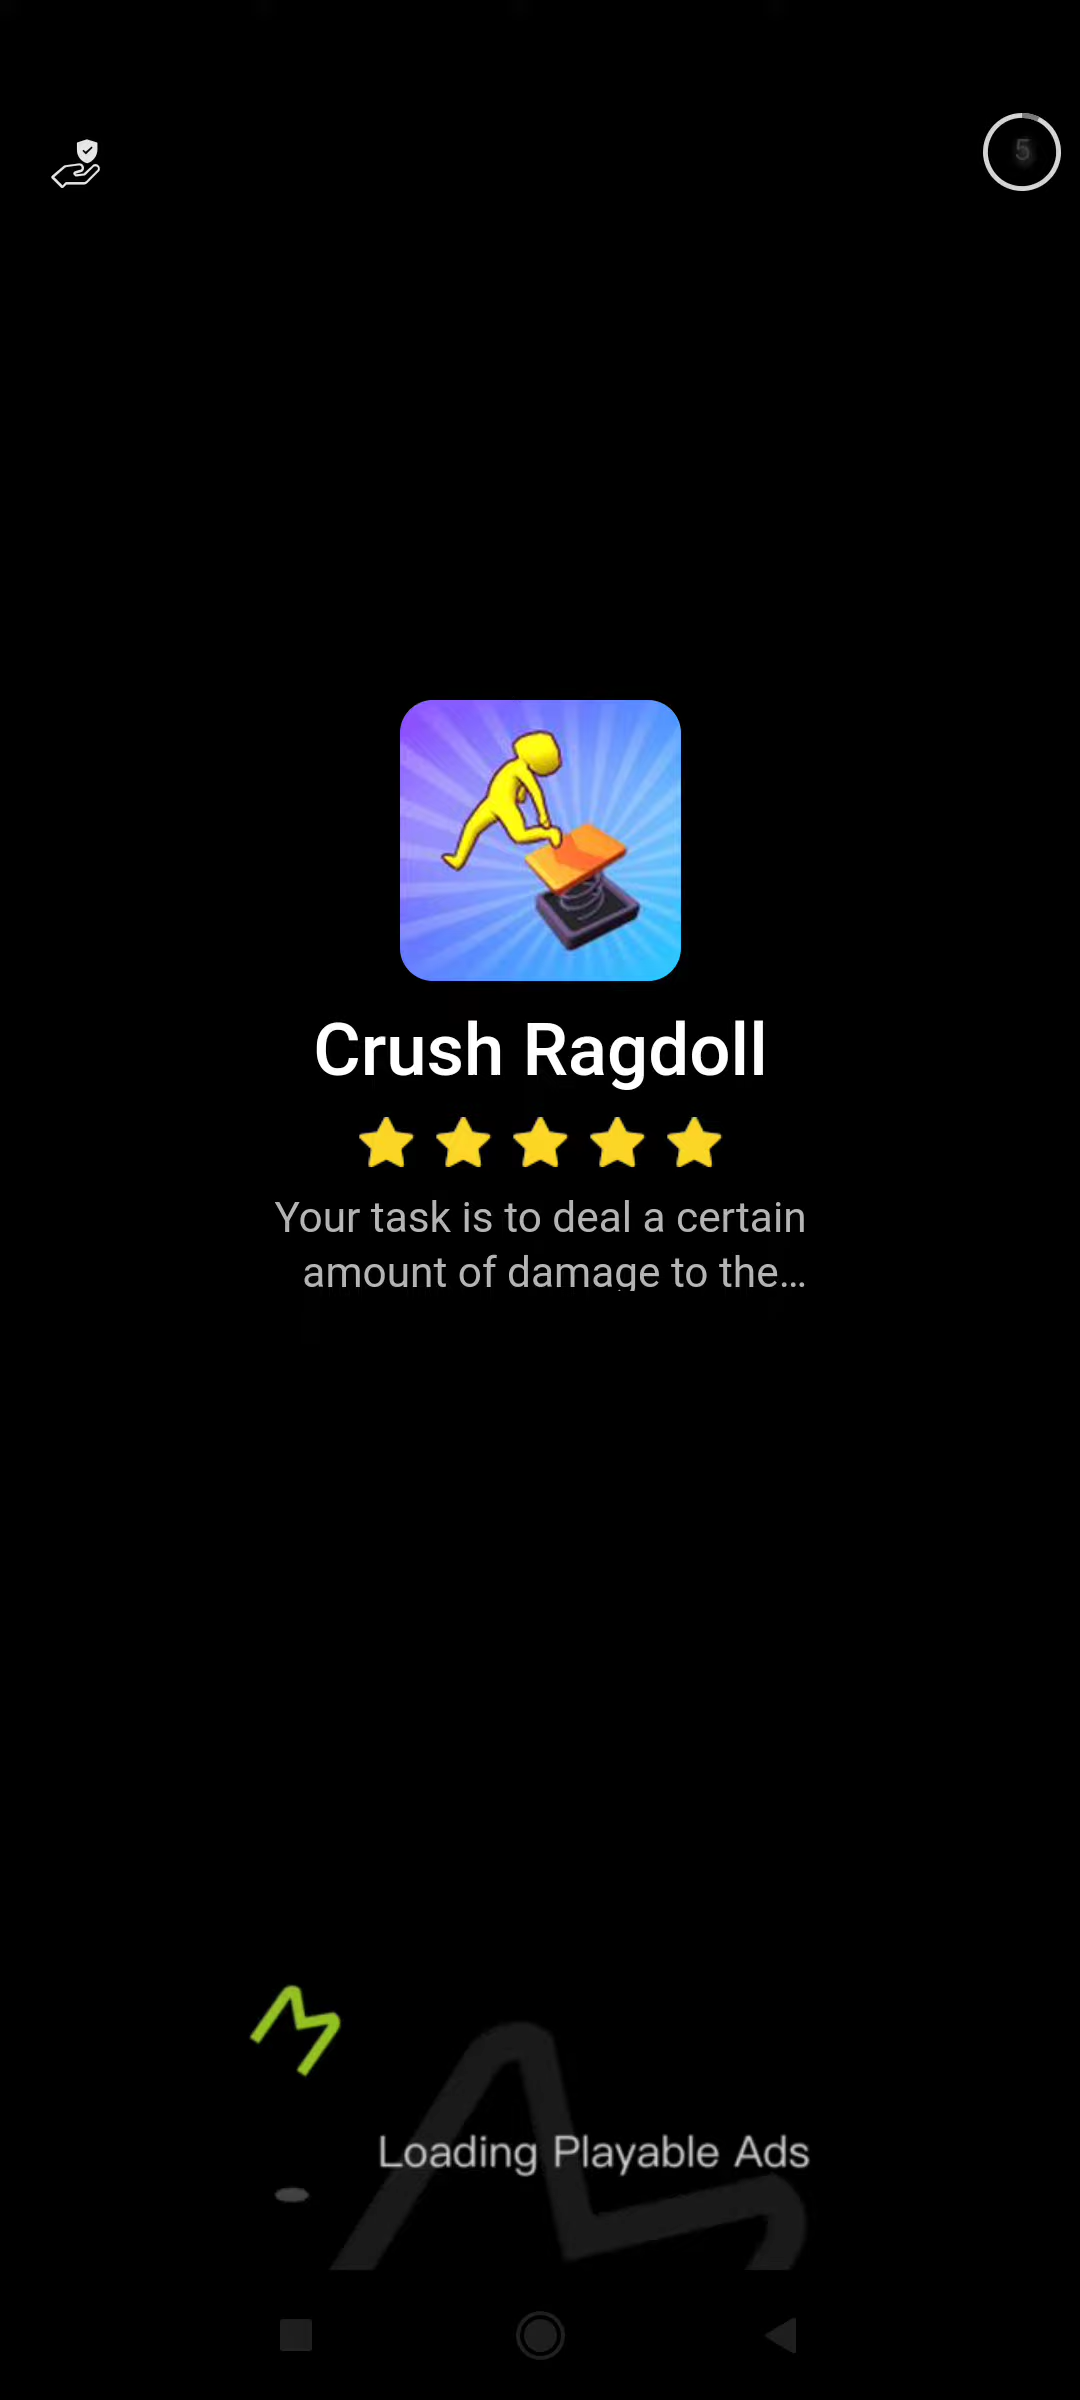 5
Crush Ragdoll
Your task is to deal a certain
amount of damage to the...
Loading Playable Ads